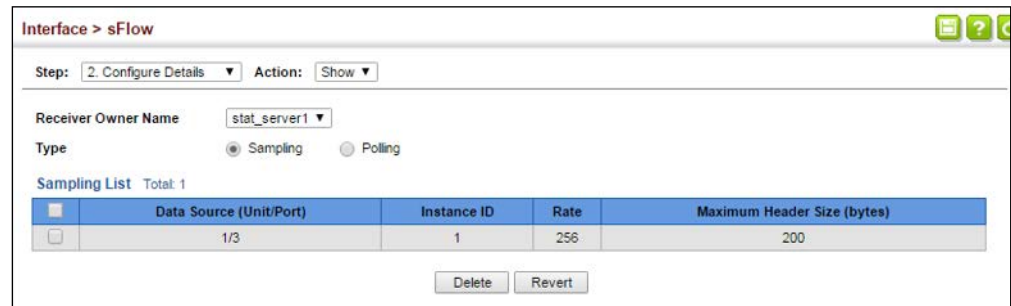 Interface > sFlow
Step: 2. Configure Details Action: Show
Receiver Owner Name stat_server1
Type Sampling Polling
Sampling List Total: 1
Data Source (Unit/Port) Instance ID Rate Maximum Header Size (bytes)
1/3 1 256 200
Delete Revert